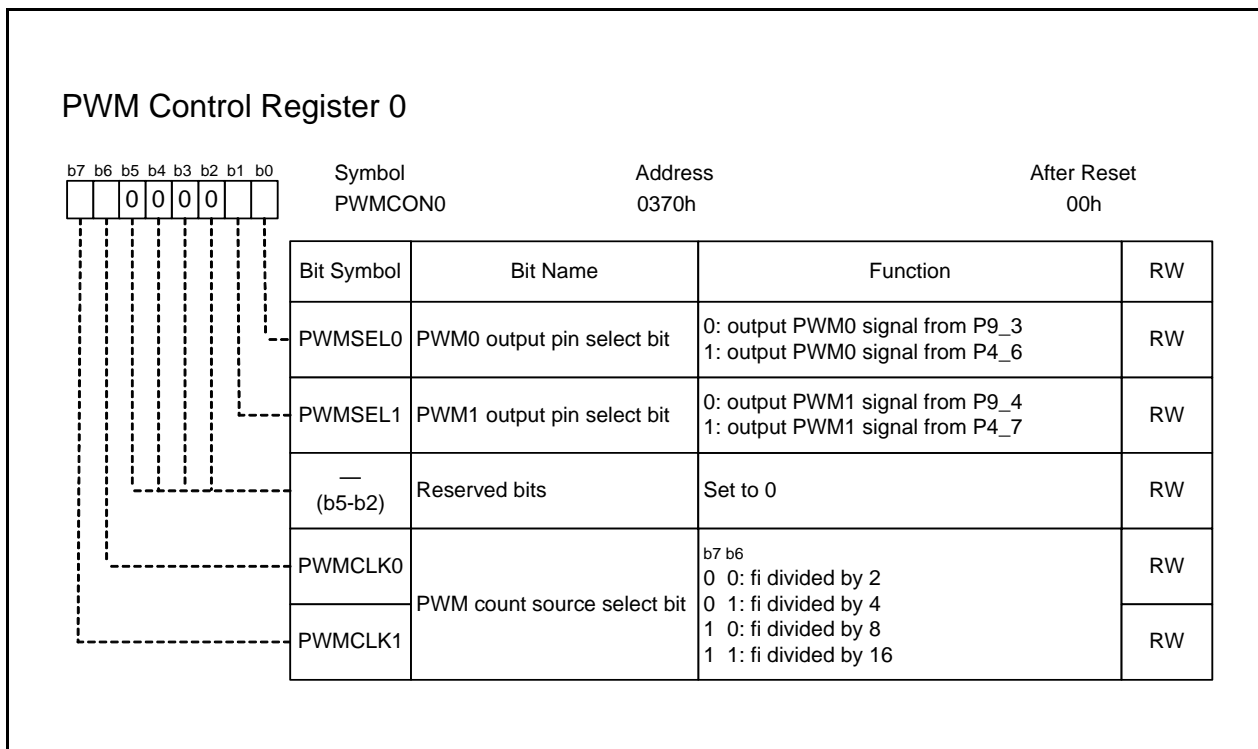 PWM Control Register 0
b7 b6 b5 b4 b3 b2 b1 b0
0 0 0 0
Symbol Address After Reset
PWMCON0 0370h 00h
Bit Symbol Bit Name Function RW
PWMSEL0 PWM0 output pin select bit 0: output PWM0 signal from P9_3 RW
1: output PWM0 signal from P4_6
PWMSEL1 PWM1 output pin select bit 0: output PWM1 signal from P9_4 RW
1: output PWM1 signal from P4_7
—
(b5-b2) Reserved bits Set to 0 RW
PWMCLK0 PWM count source select bit b7 b6 RW
0 0: fi divided by 2
0 1: fi divided by 4
1 0: fi divided by 8
PWMCLK1 1 1: fi divided by 16 RW